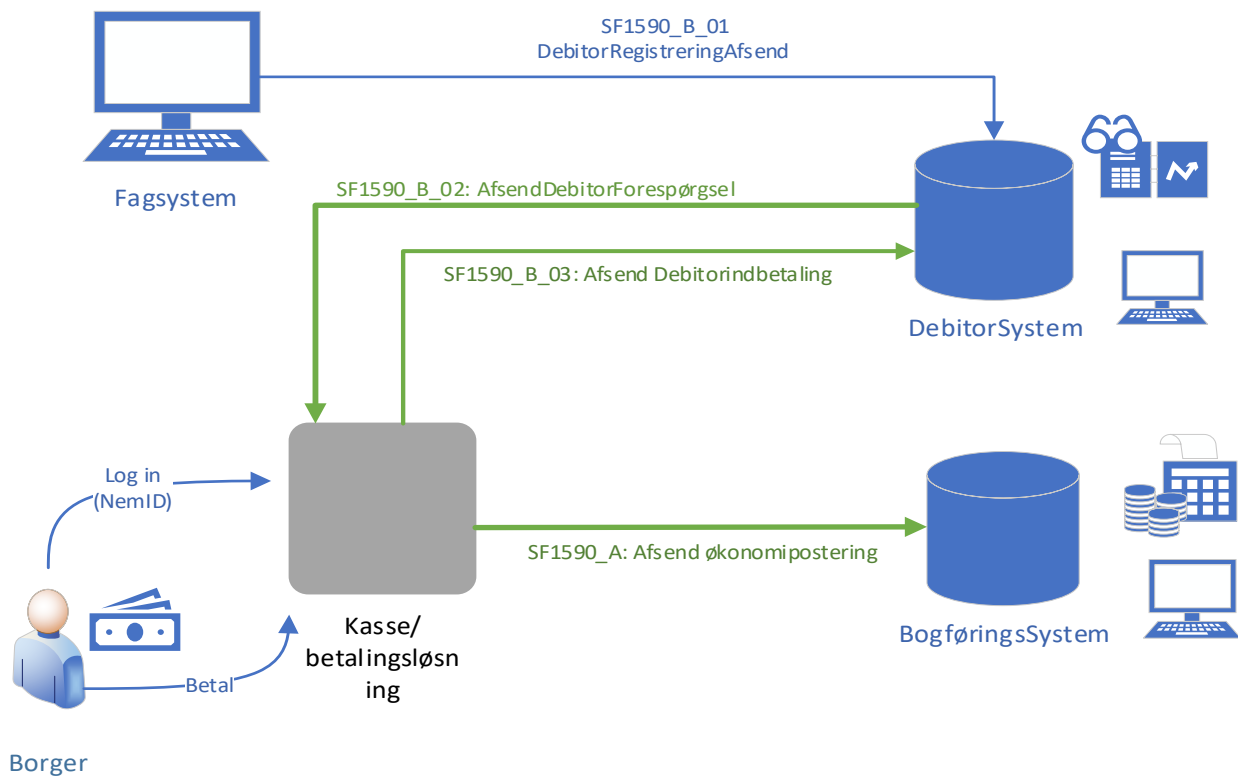 SF1590_B_01
DebitorRegistreringAfsend
Fagsystem
SF1590_B_02: AfsendDebitorForespørgsel
SF1590_B_03: Afsend Debitorindbetaling
DebitorSystem
Log in
(NemID)
SF1590_A: Afsend økonomipostering
Kasse/
betalingsløsn
ing
BogføringsSystem
Betal
Borger